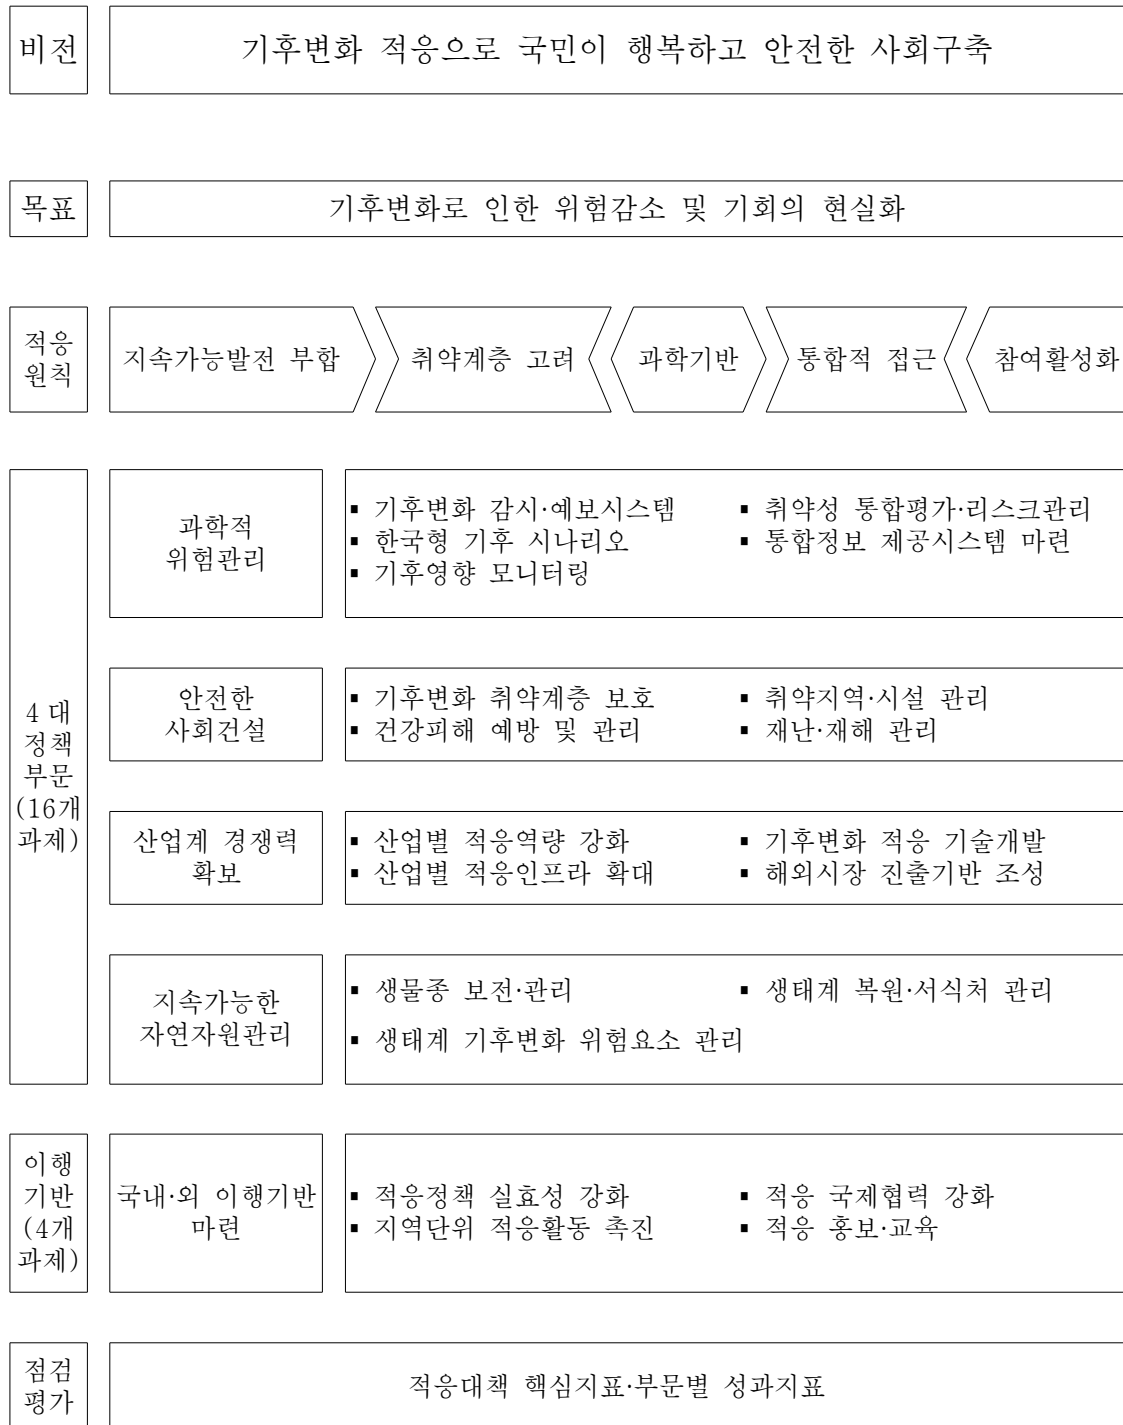 비전
기후변화 적응으로 국민이 행복하고 안전한 사회구축
목표
기후변화로 인한 위험감소 및 기회의 현실화
적응
원칙
지속가능발전 부합
취약계층 고려
과학기반
통합적 접근
참여활성화
4 대
정책
부문
(16개
과제)
과학적
위험관리
▪ 기후변화 감시·예보시스템
▪ 한국형 기후 시나리오
▪ 기후영향 모니터링
▪ 취약성 통합평가·리스크관리
▪ 통합정보 제공시스템 마련
안전한
사회건설
▪ 기후변화 취약계층 보호
▪ 건강피해 예방 및 관리
▪ 취약지역·시설 관리
▪ 재난·재해 관리
산업계 경쟁력
확보
▪ 산업별 적응역량 강화
▪ 산업별 적응인프라 확대
▪ 기후변화 적응 기술개발
▪ 해외시장 진출기반 조성
지속가능한
자연자원관리
▪ 생물종 보전·관리
▪ 생태계 복원·서식처 관리
▪ 생태계 기후변화 위험요소 관리
이행
기반
(4개
과제)
국내·외 이행기반
마련
▪ 적응정책 실효성 강화
▪ 지역단위 적응활동 촉진
▪ 적응 국제협력 강화
▪ 적응 홍보·교육
점검
평가
적응대책 핵심지표·부문별 성과지표